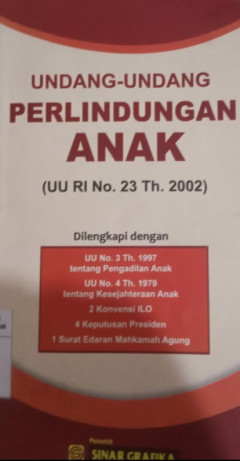 UNDANG-UNDANG
PERLINDUNGAN
ANAK
(UU RI No. 23 Th. 2002)
Dilengkapi dengan
UU No. 3 Th. 1997
tentang Pengadilan Anak
UU No. 4 Th. 1979
tentang Kesejahteraan Anak
2 Konvensi ILO
4 Keputusan Presiden
1 Surat Edaran Mahkamah Agung
Penerbit
SINAR GRAFIKA